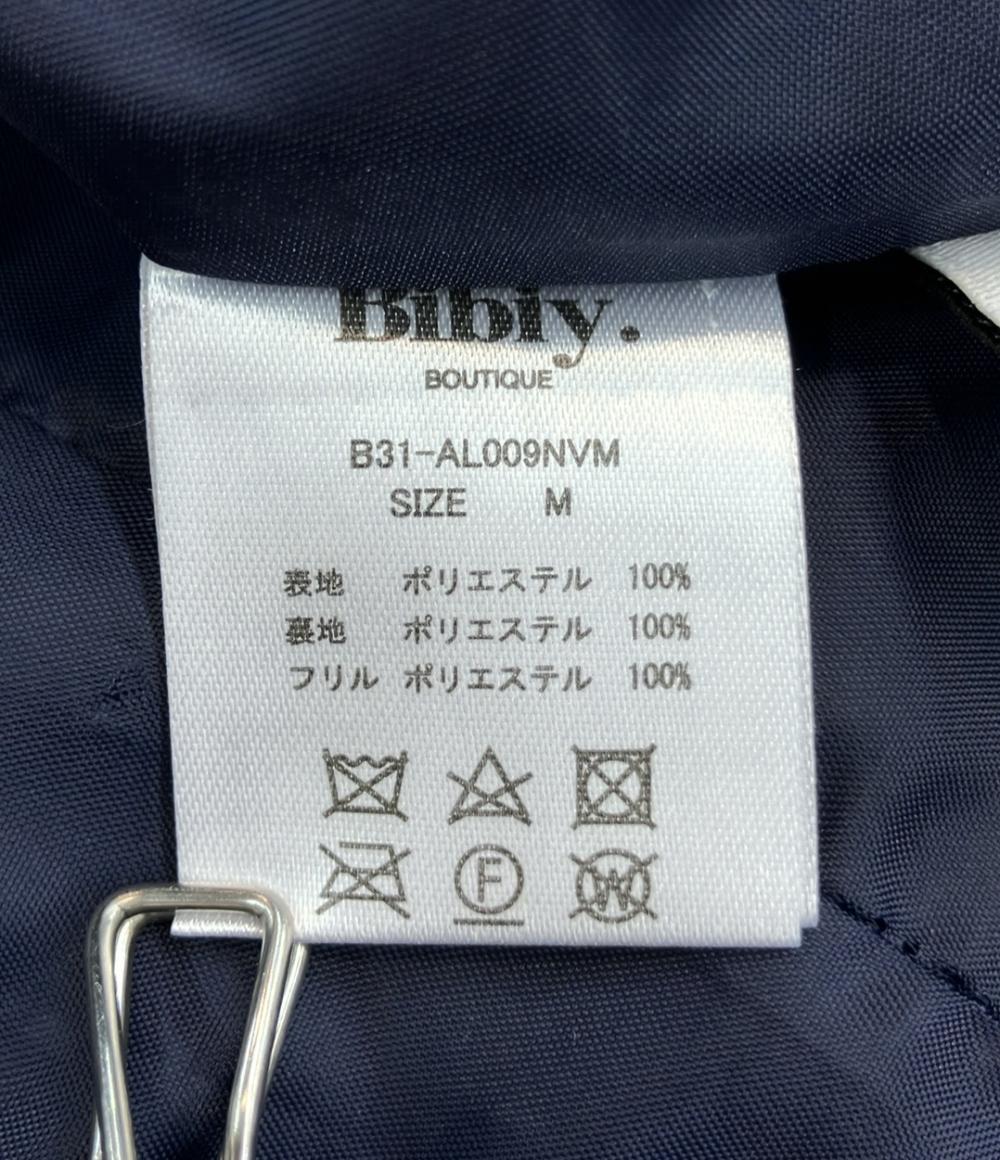 Bibiy.
BOUTIQUE
B31-AL009NVM
SIZE M
表地 ポリエステル 100%
裏地 ポリエステル 100%
フリル ポリエステル 100%
F
W